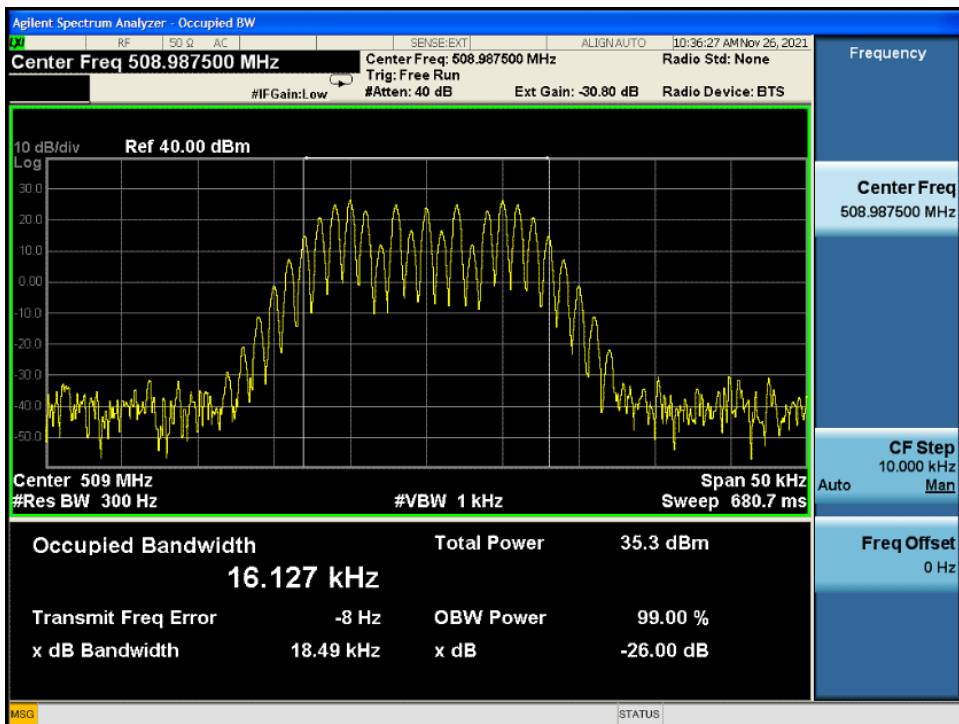 Agilent Spectrum Analyzer - Occupied BW
LXI RF 50 Ω AC SENSE:EXT ALIGNAUTO 10:36:27 AM Nov 26, 2021
Center Freq 508.987500 MHz
Center Freq: 508.987500 MHz Radio Std: None
Trig: Free Run
#IFGain:Low #Atten: 40 dB Ext Gain: -30.80 dB Radio Device: BTS
10 dB/div Ref 40.00 dBm
Log
30.0
20.0
10.0
0.00
-10.0
-20.0
-30.0
-40.0
-50.0
Center 509 MHz Span 50 kHz
#Res BW 300 Hz #VBW 1 kHz Sweep 680.7 ms
Occupied Bandwidth Total Power 35.3 dBm
16.127 kHz
Transmit Freq Error -8 Hz OBW Power 99.00 %
x dB Bandwidth 18.49 kHz x dB -26.00 dB
Frequency
Center Freq
508.987500 MHz
CF Step
10.000 kHz
Auto Man
Freq Offset
0 Hz
MSG STATUS